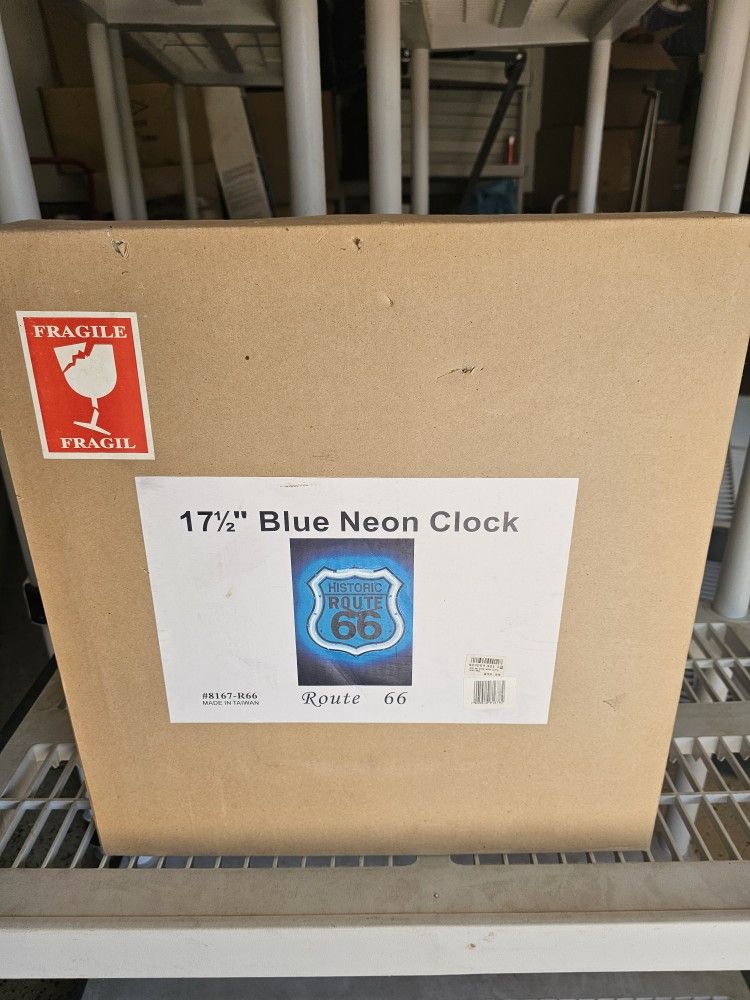 FRAGILE
FRAGIL
17½" Blue Neon Clock
HISTORIC
ROUTE
66
#8167-R66
MADE IN TAIWAN
Route 66